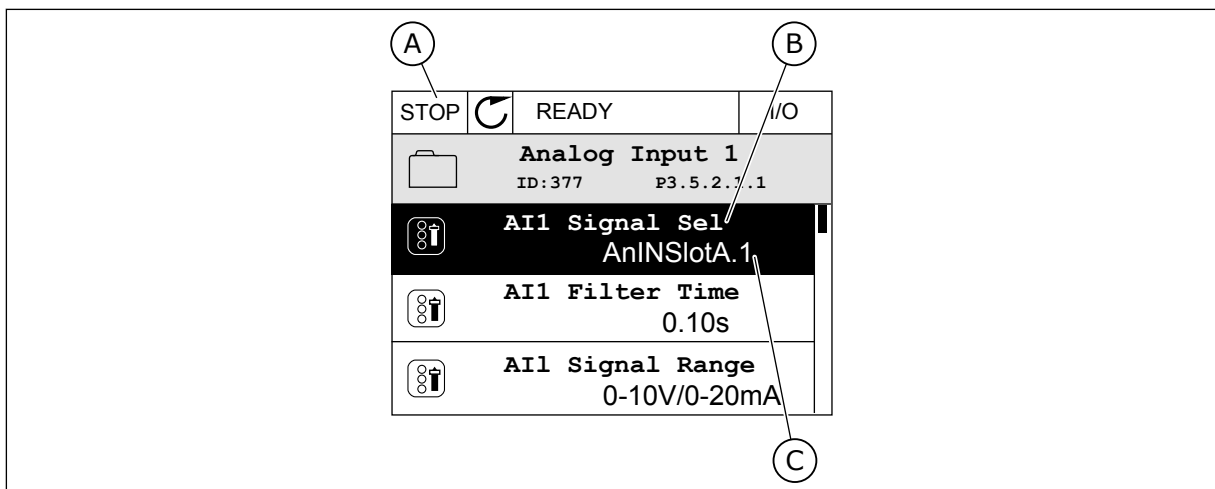 A
B
STOP READY I/O
Analog Input 1
ID:377 P3.5.2.1.1
AI1 Signal Sel
AnINSlotA.1
AI1 Filter Time
0.10s
AIl Signal Range
0-10V/0-20mA
C